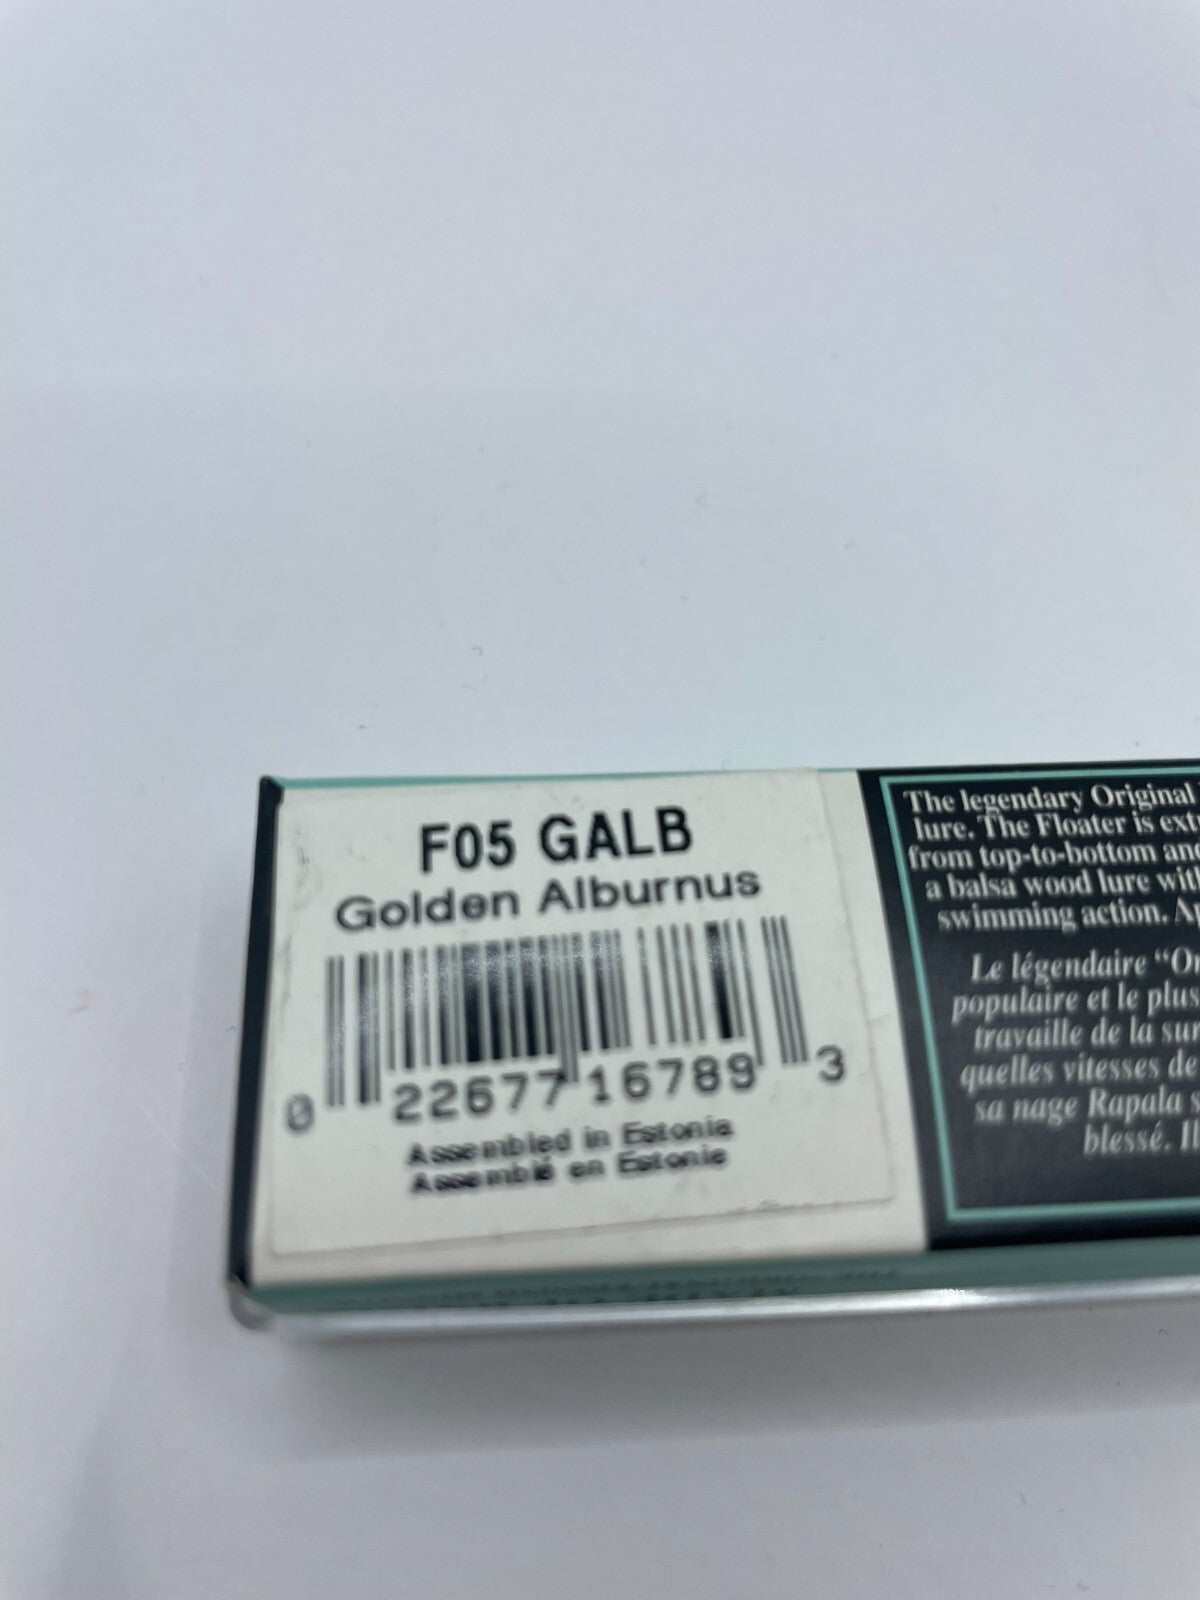 F05 GALB
Golden Alburnus
0 22677 16789 3
Assembled in Estonia
Assemblé en Estonie
The legendary Original
lure. The Floater is
from top-to-bottom and
a balsa wood lure with
swimming action.
Le légendaire
populaire et le plus
travaille de la
quelles vitesses de
sa nage Rapala
blessé.